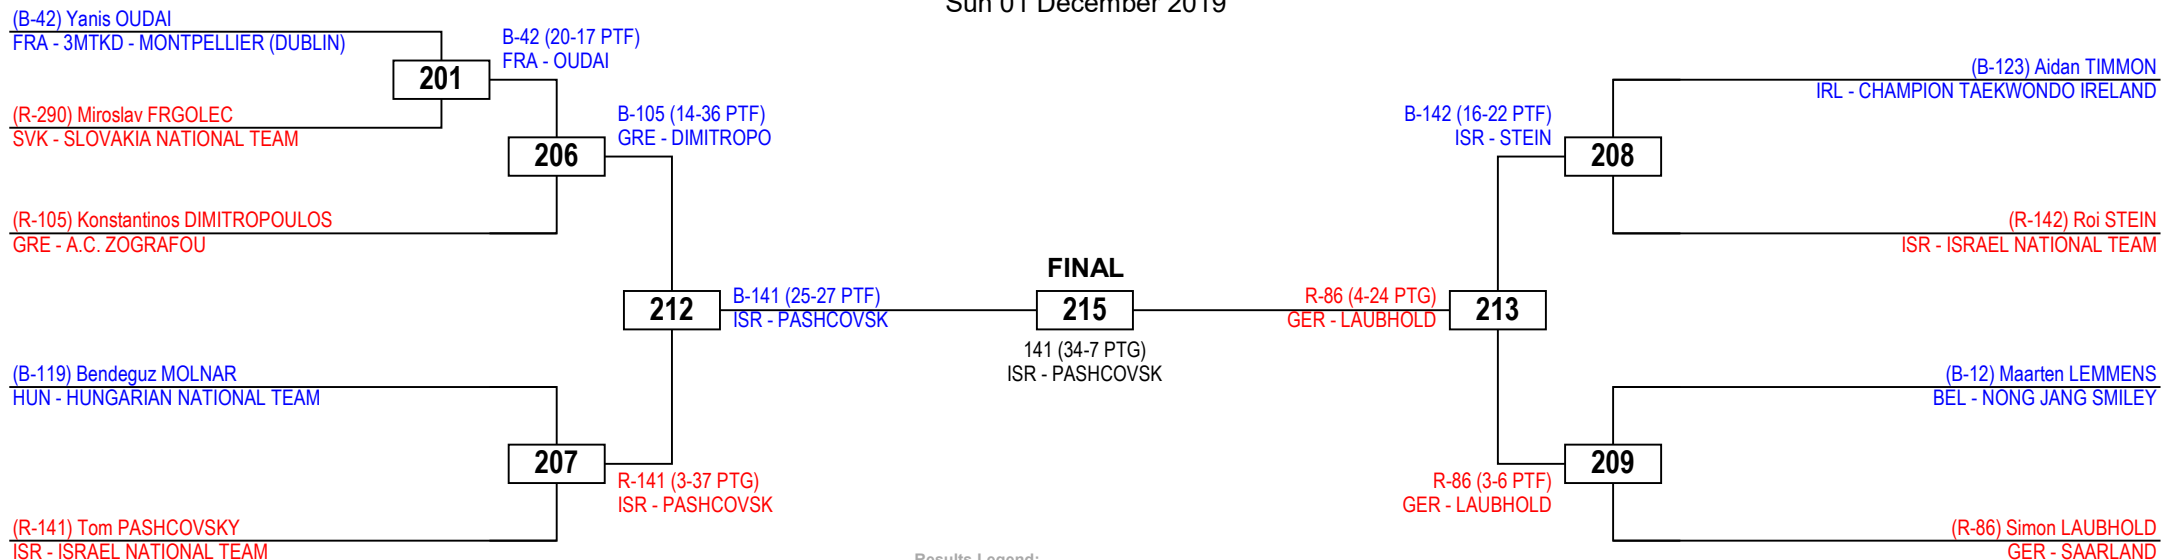 Sun 01 December 2019
(B-42) Yanis OUDAI
FRA - 3MTKD - MONTPELLIER (DUBLIN)
B-42 (20-17 PTF)
FRA - OUDAI
201
(R-290) Miroslav FRGOLEC
SVK - SLOVAKIA NATIONAL TEAM
B-105 (14-36 PTF)
GRE - DIMITROPO
206
(R-105) Konstantinos DIMITROPOULOS
GRE - A.C. ZOGRAFOU
212
B-141 (25-27 PTF)
ISR - PASHCOVSK
(B-119) Bendeguz MOLNAR
HUN - HUNGARIAN NATIONAL TEAM
207
R-141 (3-37 PTG)
ISR - PASHCOVSK
(R-141) Tom PASHCOVSKY
ISR - ISRAEL NATIONAL TEAM
FINAL
215
141 (34-7 PTG)
ISR - PASHCOVSK
(B-123) Aidan TIMMON
IRL - CHAMPION TAEKWONDO IRELAND
B-142 (16-22 PTF)
ISR - STEIN
208
(R-142) Roi STEIN
ISR - ISRAEL NATIONAL TEAM
R-86 (4-24 PTG)
GER - LAUBHOLD
213
(B-12) Maarten LEMMENS
BEL - NONG JANG SMILEY
209
R-86 (3-6 PTF)
GER - LAUBHOLD
(R-86) Simon LAUBHOLD
GER - SAARLAND
Results Legend: